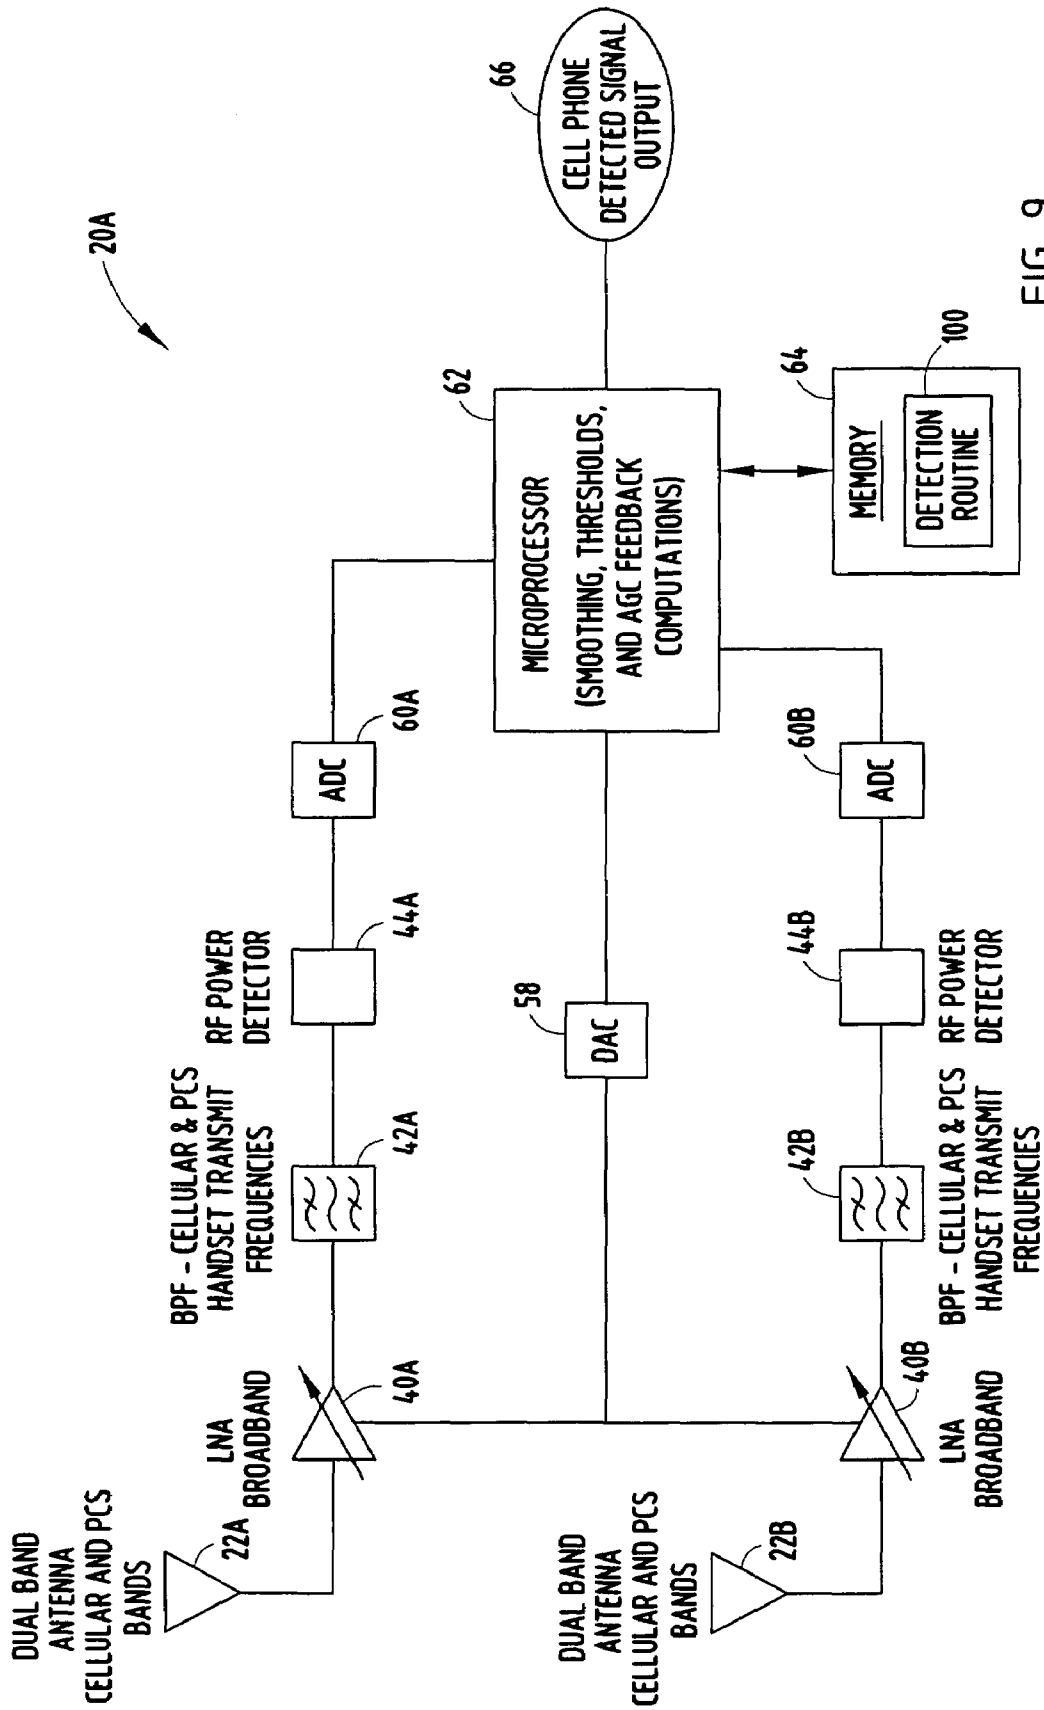 20A
DUAL BAND
ANTENNA
CELLULAR AND PCS
BANDS
22A
LNA
BROADBAND
40A
BPF - CELLULAR & PCS
HANDSET TRANSMIT
FREQUENCIES
42A
RF POWER
DETECTOR
44A
ADC
60A
DAC
58
MICROPROCESSOR
(SMOOTHING, THRESHOLDS,
AND AGC FEEDBACK
COMPUTATIONS)
62
CELL PHONE
DETECTED SIGNAL
OUTPUT
66
DUAL BAND
ANTENNA
CELLULAR AND PCS
BANDS
22B
LNA
BROADBAND
40B
BPF - CELLULAR & PCS
HANDSET TRANSMIT
FREQUENCIES
42B
RF POWER
DETECTOR
44B
ADC
60B
MEMORY
64
DETECTION
ROUTINE
100
FIG. 9